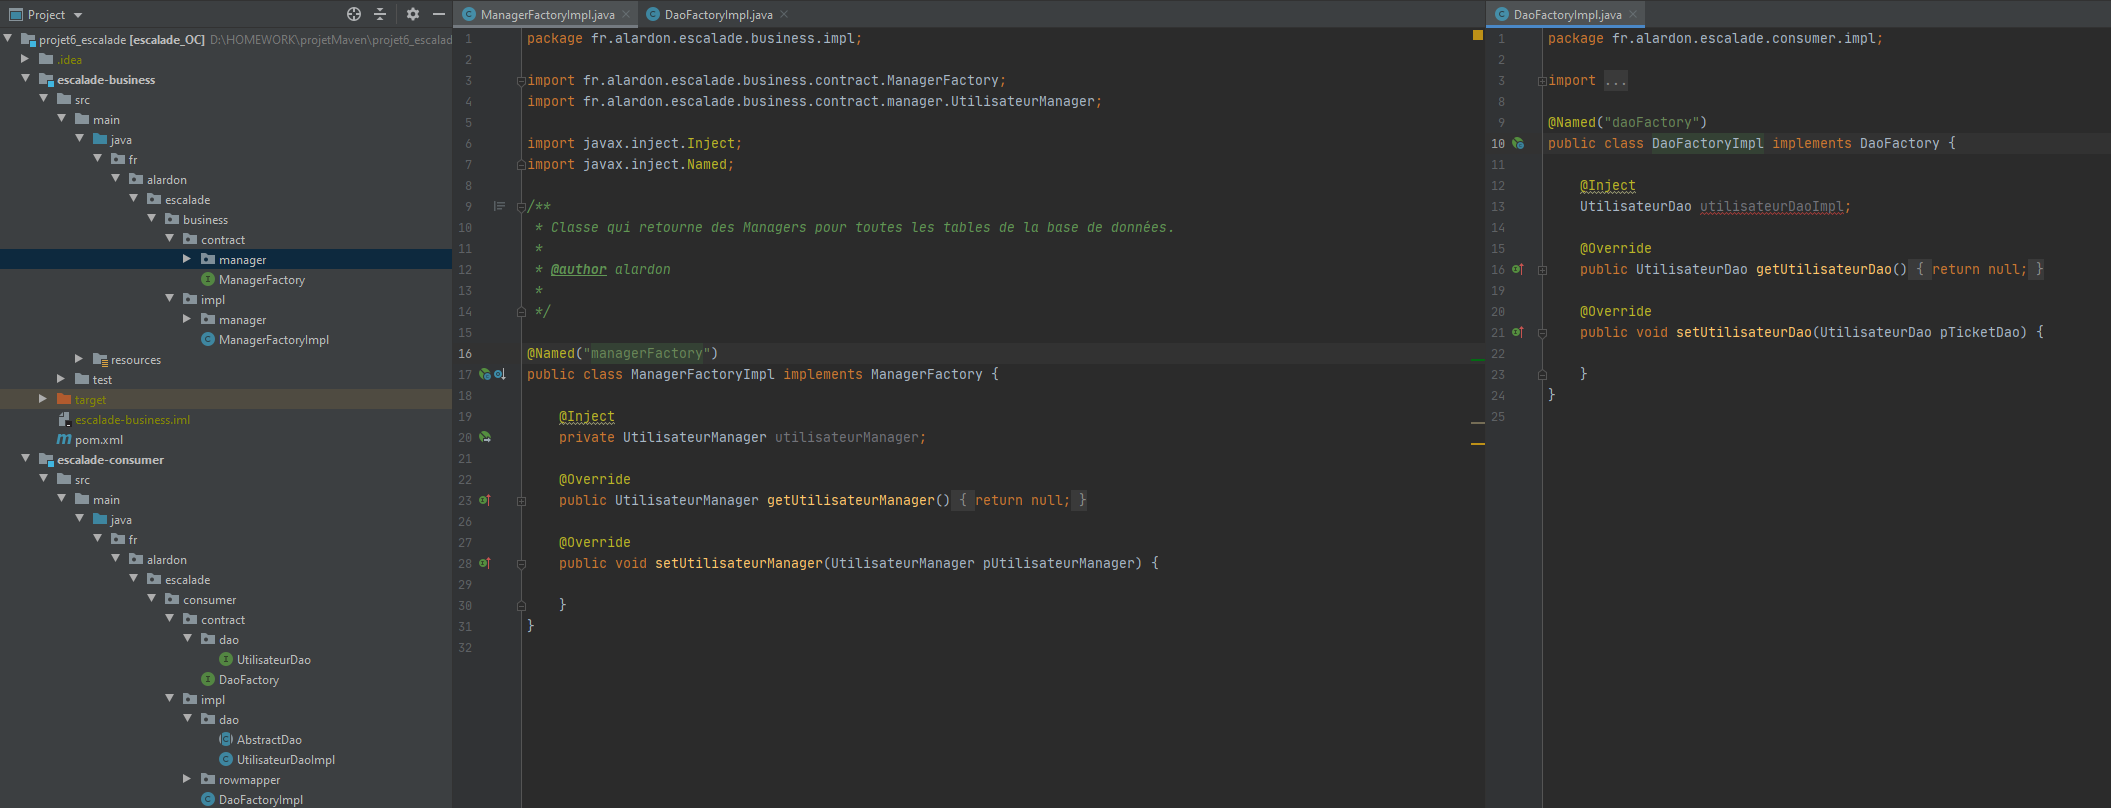 Project
projet6_escalade [escalade_OC] D:\HOMEWORK\projetMaven\projet6_escalad
.idea
escalade-business
src
main
java
fr
alardon
escalade
business
contract
manager
ManagerFactory
impl
manager
ManagerFactoryImpl
resources
test
target
escalade-business.iml
pom.xml
escalade-consumer
src
main
java
fr
alardon
escalade
consumer
contract
dao
UtilisateurDao
DaoFactory
impl
dao
AbstractDao
UtilisateurDaoImpl
rowmapper
DaoFactoryImpl
ManagerFactoryImpl.java
DaoFactoryImpl.java
1 package fr.alardon.escalade.business.impl;
2
3 import fr.alardon.escalade.business.contract.ManagerFactory;
4 import fr.alardon.escalade.business.contract.manager.UtilisateurManager;
5
6 import javax.inject.Inject;
7 import javax.inject.Named;
8
9 /**
10 * Classe qui retourne des Managers pour toutes les tables de la base de données.
11 *
12 * @author alardon
13 *
14 */
15
16 @Named("managerFactory")
17 public class ManagerFactoryImpl implements ManagerFactory {
18
19 @Inject
20 private UtilisateurManager utilisateurManager;
21
22 @Override
23 public UtilisateurManager getUtilisateurManager() { return null; }
26
27 @Override
28 public void setUtilisateurManager(UtilisateurManager pUtilisateurManager) {
29
30 }
31 }
32
DaoFactoryImpl.java
1 package fr.alardon.escalade.consumer.impl;
2
3 import ...
8
9 @Named("daoFactory")
10 public class DaoFactoryImpl implements DaoFactory {
11
12 @Inject
13 UtilisateurDao utilisateurDaoImpl;
14
15 @Override
16 public UtilisateurDao getUtilisateurDao() { return null; }
19
20 @Override
21 public void setUtilisateurDao(UtilisateurDao pTicketDao) {
22
23 }
24 }
25